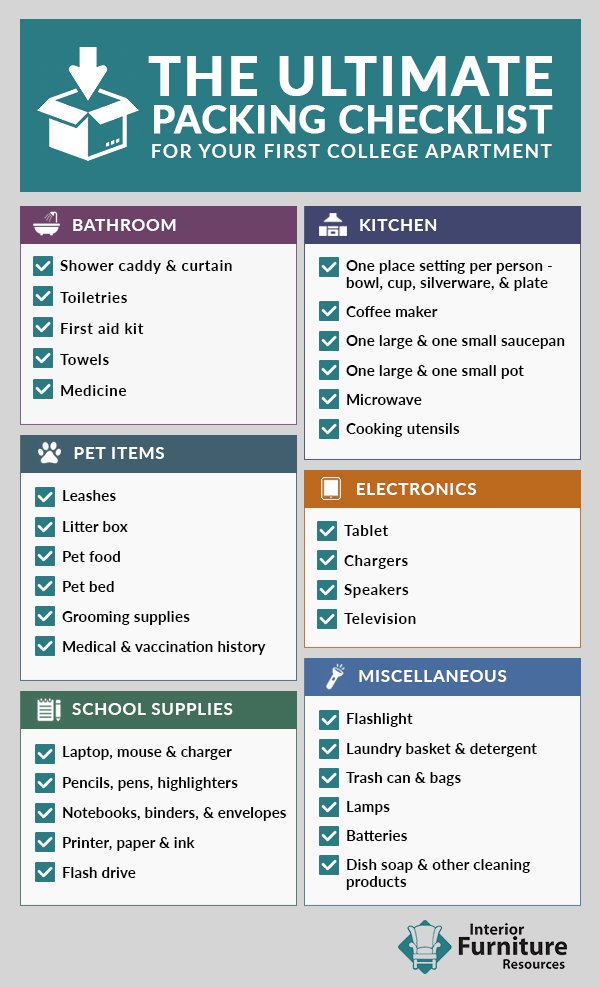 THE ULTIMATE
PACKING CHECKLIST
FOR YOUR FIRST COLLEGE APARTMENT
BATHROOM
Shower caddy & curtain
Toiletries
First aid kit
Towels
Medicine
PET ITEMS
Leashes
Litter box
Pet food
Pet bed
Grooming supplies
Medical & vaccination history
SCHOOL SUPPLIES
Laptop, mouse & charger
Pencils, pens, highlighters
Notebooks, binders, & envelopes
Printer, paper & ink
Flash drive
KITCHEN
One place setting per person -
bowl, cup, silverware, & plate
Coffee maker
One large & one small saucepan
One large & one small pot
Microwave
Cooking utensils
ELECTRONICS
Tablet
Chargers
Speakers
Television
MISCELLANEOUS
Flashlight
Laundry basket & detergent
Trash can & bags
Lamps
Batteries
Dish soap & other cleaning
products
Interior
Furniture
Resources